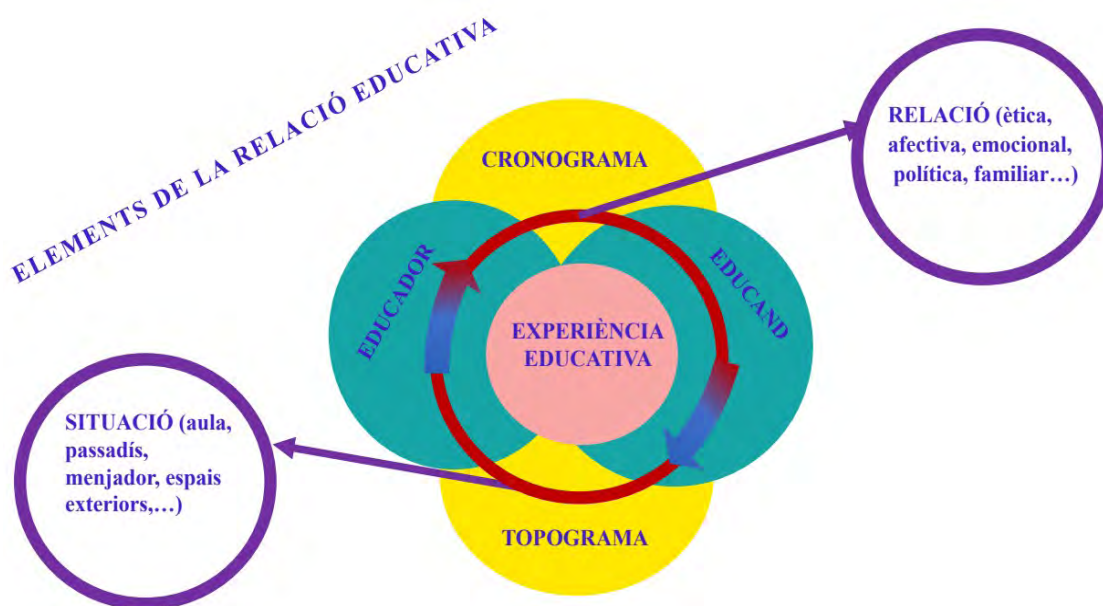 ELEMENTS DE LA RELACIÓ EDUCATIVA
CRONOGRAMA
RELACIÓ (ètica,
afectiva, emocional,
política, familiar…)
EDUCADOR
EDUCAND
EXPERIÈNCIA
EDUCATIVA
SITUACIÓ (aula,
passadís,
menjador, espais
exteriors,…)
TOPOGRAMA